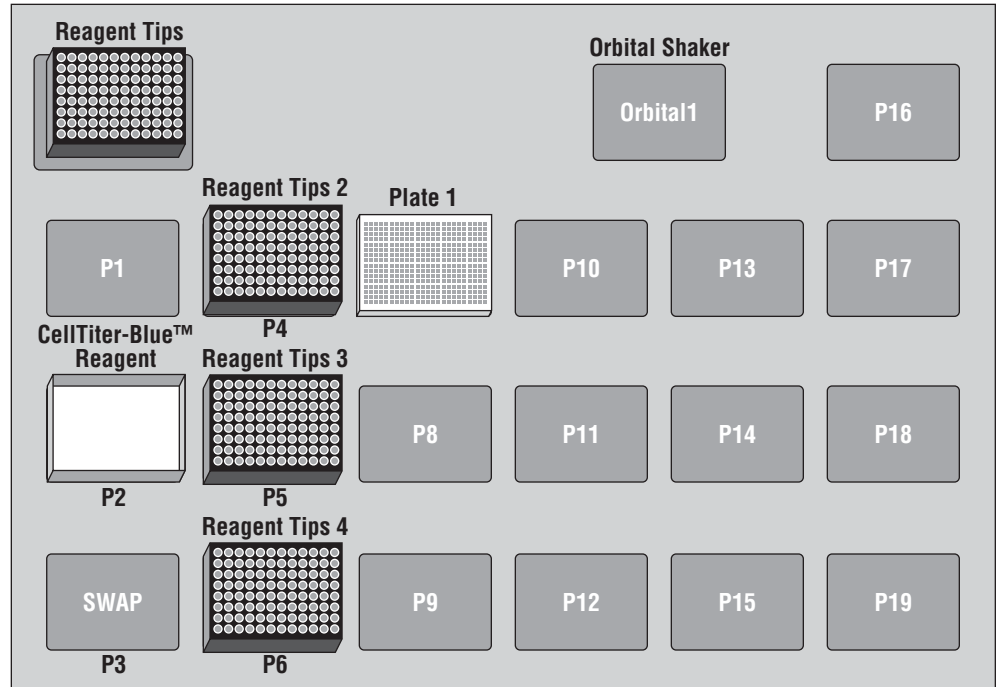 Reagent Tips
Orbital Shaker
Orbital1
P16
Reagent Tips 2
Plate 1
P1
P10
P13
P17
P4
CellTiter-Blue™
Reagent
Reagent Tips 3
P8
P11
P14
P18
P2
P5
Reagent Tips 4
SWAP
P9
P12
P15
P19
P3
P6